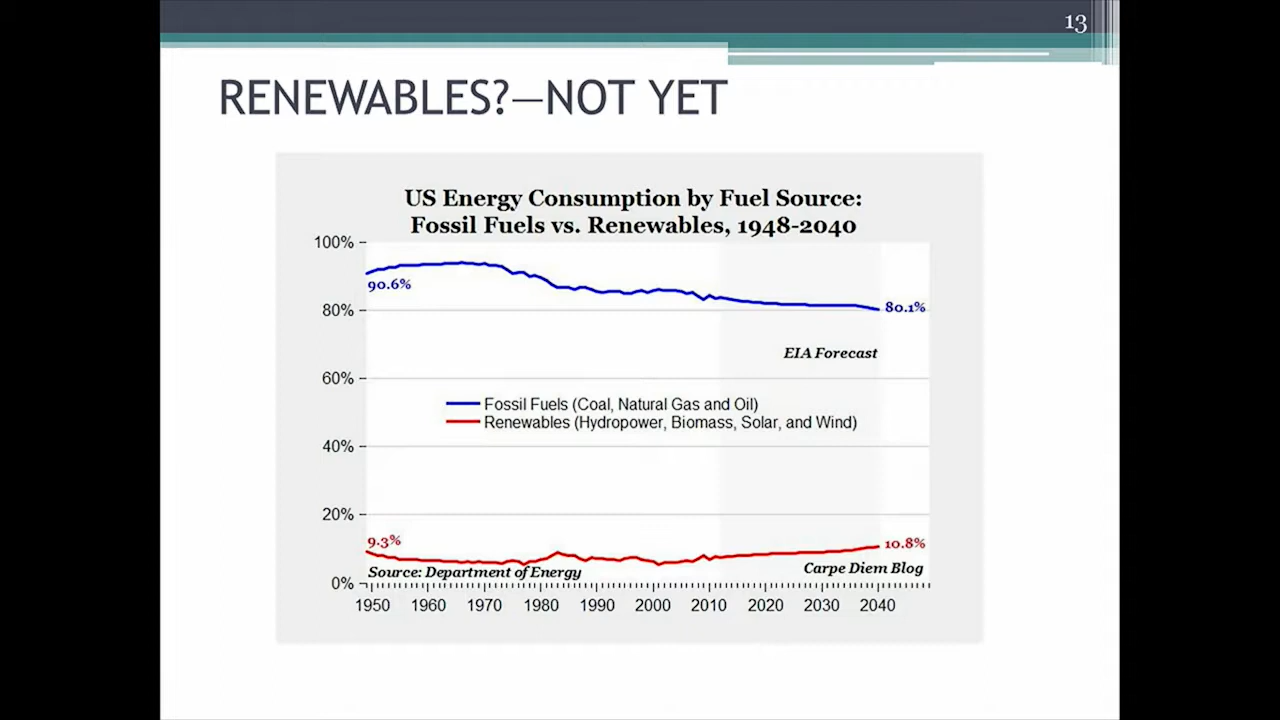 13
RENEWABLES?—NOT YET
US Energy Consumption by Fuel Source:
Fossil Fuels vs. Renewables, 1948-2040
100%
90.6%
80%
80.1%
EIA Forecast
60%
Fossil Fuels (Coal, Natural Gas and Oil)
Renewables (Hydropower, Biomass, Solar, and Wind)
40%
20%
9.3%
10.8%
Source: Department of Energy
Carpe Diem Blog
0%
1950 1960 1970 1980 1990 2000 2010 2020 2030 2040